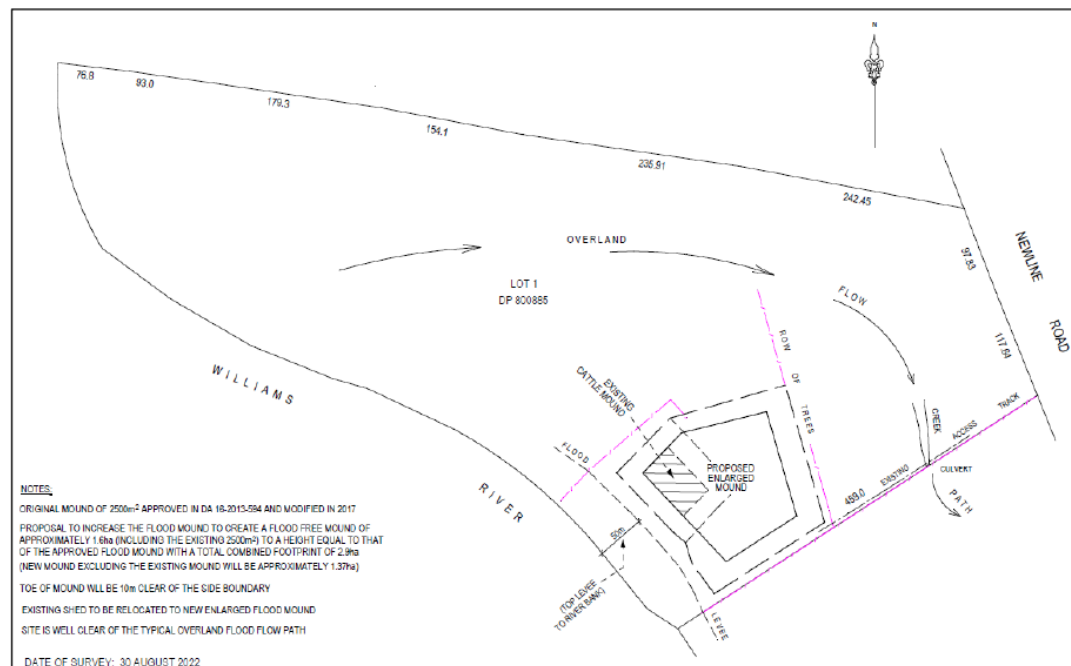 N
76.8
93.0
179.3
154.1
235.91
242.45
NEWLINE ROAD
97.83
117.64
OVERLAND
FLOW
PATH
LOT 1
DP 800885
WILLIAMS
RIVER
ROW OF TREES
EXISTING
CATTLE MOUND
FLOOD
LEVEE
PROPOSED
ENLARGED
MOUND
50m
(TOP LEVEE
TO RIVER BANK)
CREEK
EXISTING ACCESS TRACK
CULVERT
459.0
NOTES:
ORIGINAL MOUND OF 2500m² APPROVED IN DA 16-2013-594 AND MODIFIED IN 2017
PROPOSAL TO INCREASE THE FLOOD MOUND TO CREATE A FLOOD FREE MOUND OF
APPROXIMATELY 1.6ha (INCLUDING THE EXISTING 2500m²) TO A HEIGHT EQUAL TO THAT
OF THE APPROVED FLOOD MOUND WITH A TOTAL COMBINED FOOTPRINT OF 2.9ha
(NEW MOUND EXCLUDING THE EXISTING MOUND WILL BE APPROXIMATELY 1.37ha)
TOE OF MOUND WILL BE 10m CLEAR OF THE SIDE BOUNDARY
EXISTING SHED TO BE RELOCATED TO NEW ENLARGED FLOOD MOUND
SITE IS WELL CLEAR OF THE TYPICAL OVERLAND FLOOD FLOW PATH
DATE OF SURVEY: 30 AUGUST 2022